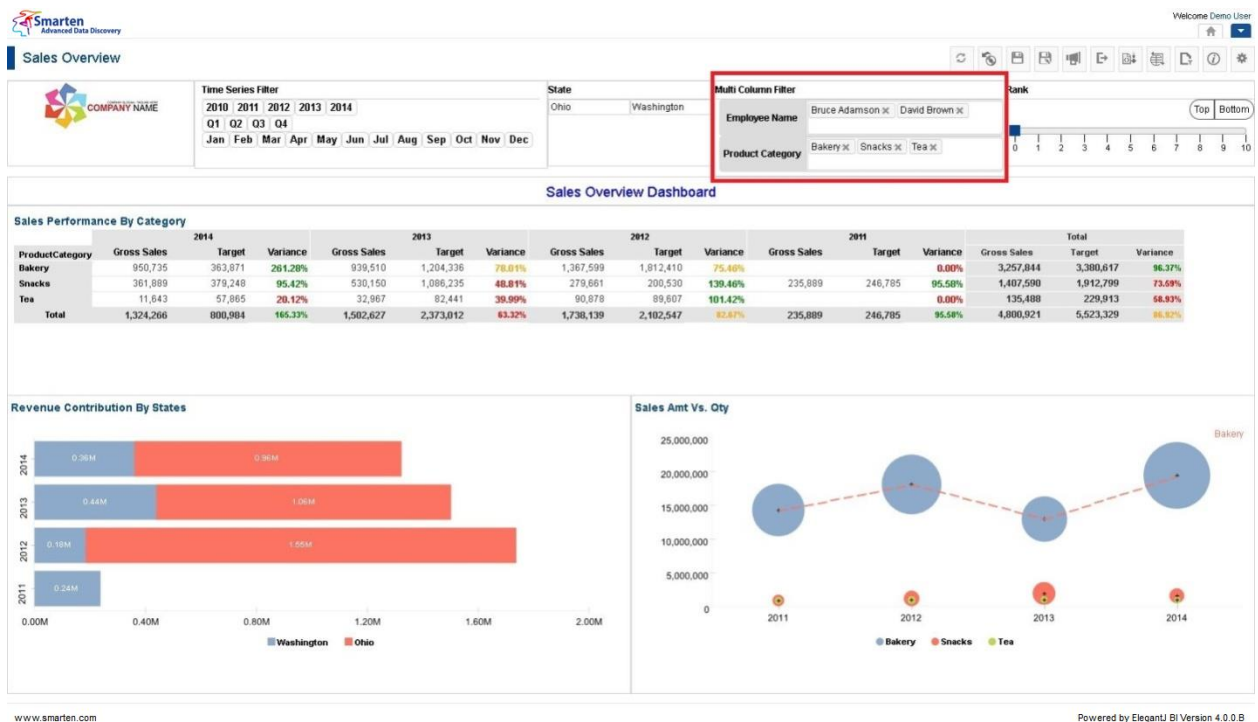 Smarten
Advanced Data Discovery
Welcome Demo User
Sales Overview
COMPANY NAME
Time Series Filter
2010 2011 2012 2013 2014
Q1 Q2 Q3 Q4
Jan Feb Mar Apr May Jun Jul Aug Sep Oct Nov Dec
State
Ohio Washington
Multi Column Filter
Employee Name Bruce Adamson x David Brown x
Product Category Bakery x Snacks x Tea x
Rank
Top Bottom
0 1 2 3 4 5 6 7 8 9 10
Sales Overview Dashboard
Sales Performance By Category
2014 2013 2012 2011 Total
ProductCategory Gross Sales Target Variance Gross Sales Target Variance Gross Sales Target Variance Gross Sales Target Variance Gross Sales Target Variance
Bakery 950,735 363,871 261.28% 939,510 1,204,336 78.01% 1,367,599 1,812,410 75.46% 0.00% 3,257,844 3,380,617 96.37%
Snacks 361,889 379,248 95.42% 530,150 1,086,235 48.81% 279,661 200,530 139.46% 235,889 246,785 95.58% 1,407,590 1,912,799 73.59%
Tea 11,643 57,865 20.12% 32,967 82,441 39.99% 90,878 89,607 101.42% 0.00% 135,488 229,913 58.93%
Total 1,324,266 800,984 165.33% 1,502,627 2,373,012 63.32% 1,738,139 2,102,547 82.67% 235,889 246,785 95.58% 4,800,921 5,523,329 86.92%
Revenue Contribution By States
2014 0.36M 0.96M
2013 0.44M 1.06M
2012 0.18M 1.55M
2011 0.24M
0.00M 0.40M 0.80M 1.20M 1.60M 2.00M
Washington Ohio
Sales Amt Vs. Qty
Bakery
25,000,000
20,000,000
15,000,000
10,000,000
5,000,000
0
2011 2012 2013 2014
Bakery Snacks Tea
www.smarten.com
Powered by ElegantJ BI Version 4.0.0.B